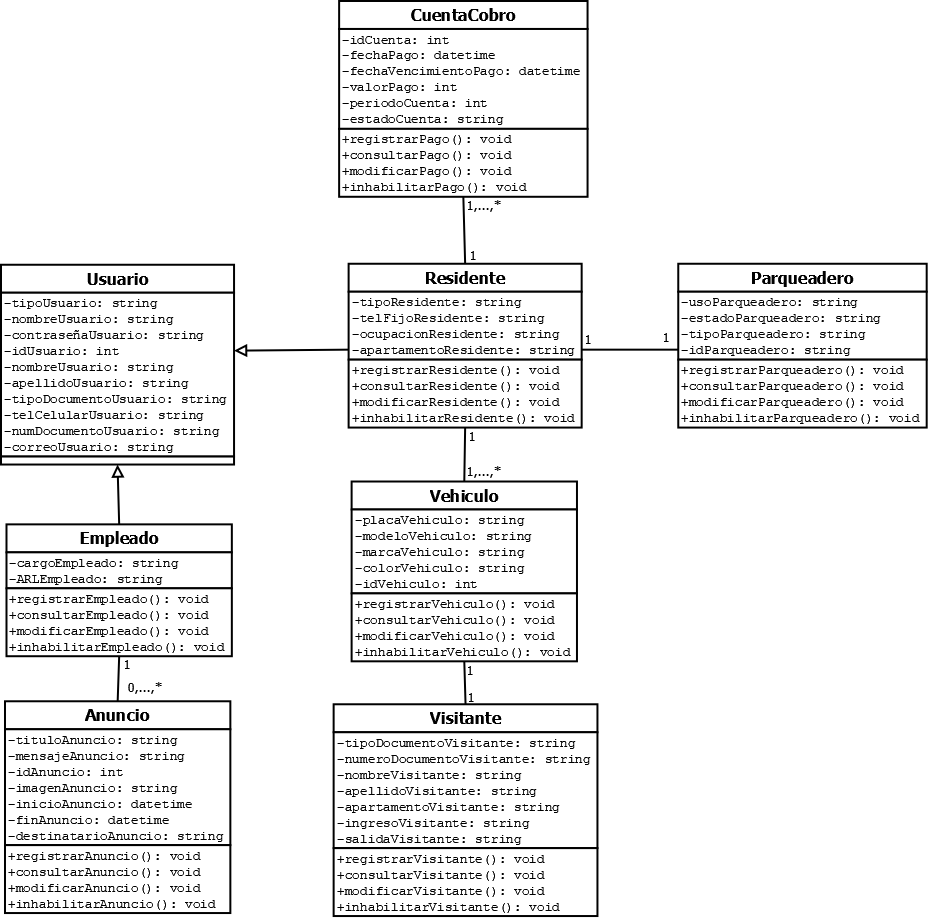 CuentaCobro
-idCuenta: int
-fechaPago: datetime
-fechaVencimientoPago: datetime
-valorPago: int
-periodoCuenta: int
-estadoCuenta: string
+registrarPago(): void
+consultarPago(): void
+modificarPago(): void
+inhabilitarPago(): void
1,...,*
1
Usuario
-tipoUsuario: string
-nombreUsuario: string
-contraseñaUsuario: string
-idUsuario: int
-nombreUsuario: string
-apellidoUsuario: string
-tipoDocumentoUsuario: string
-telCelularUsuario: string
-numDocumentoUsuario: string
-correoUsuario: string
Residente
-tipoResidente: string
-telFijoResidente: string
-ocupacionResidente: string
-apartamentoResidente: string
+registrarResidente(): void
+consultarResidente(): void
+modificarResidente(): void
+inhabilitarResidente(): void
1
1
Parqueadero
-usoParqueadero: string
-estadoParqueadero: string
-tipoParqueadero: string
-idParqueadero: string
+registrarParqueadero(): void
+consultarParqueadero(): void
+modificarParqueadero(): void
+inhabilitarParqueadero(): void
1
1,...,*
Empleado
-cargoEmpleado: string
-ARLEmpleado: string
+registrarEmpleado(): void
+consultarEmpleado(): void
+modificarEmpleado(): void
+inhabilitarEmpleado(): void
1
0,...,*
Vehiculo
-placaVehiculo: string
-modeloVehiculo: string
-marcaVehiculo: string
-colorVehiculo: string
-idVehiculo: int
+registrarVehiculo(): void
+consultarVehiculo(): void
+modificarVehiculo(): void
+inhabilitarVehiculo(): void
1
1
Anuncio
-tituloAnuncio: string
-mensajeAnuncio: string
-idAnuncio: int
-imagenAnuncio: string
-inicioAnuncio: datetime
-finAnuncio: datetime
-destinatarioAnuncio: string
+registrarAnuncio(): void
+consultarAnuncio(): void
+modificarAnuncio(): void
+inhabilitarAnuncio(): void
Visitante
-tipoDocumentoVisitante: string
-numeroDocumentoVisitante: string
-nombreVisitante: string
-apellidoVisitante: string
-apartamentoVisitante: string
-ingresoVisitante: string
-salidaVisitante: string
+registrarVisitante(): void
+consultarVisitante(): void
+modificarVisitante(): void
+inhabilitarVisitante(): void